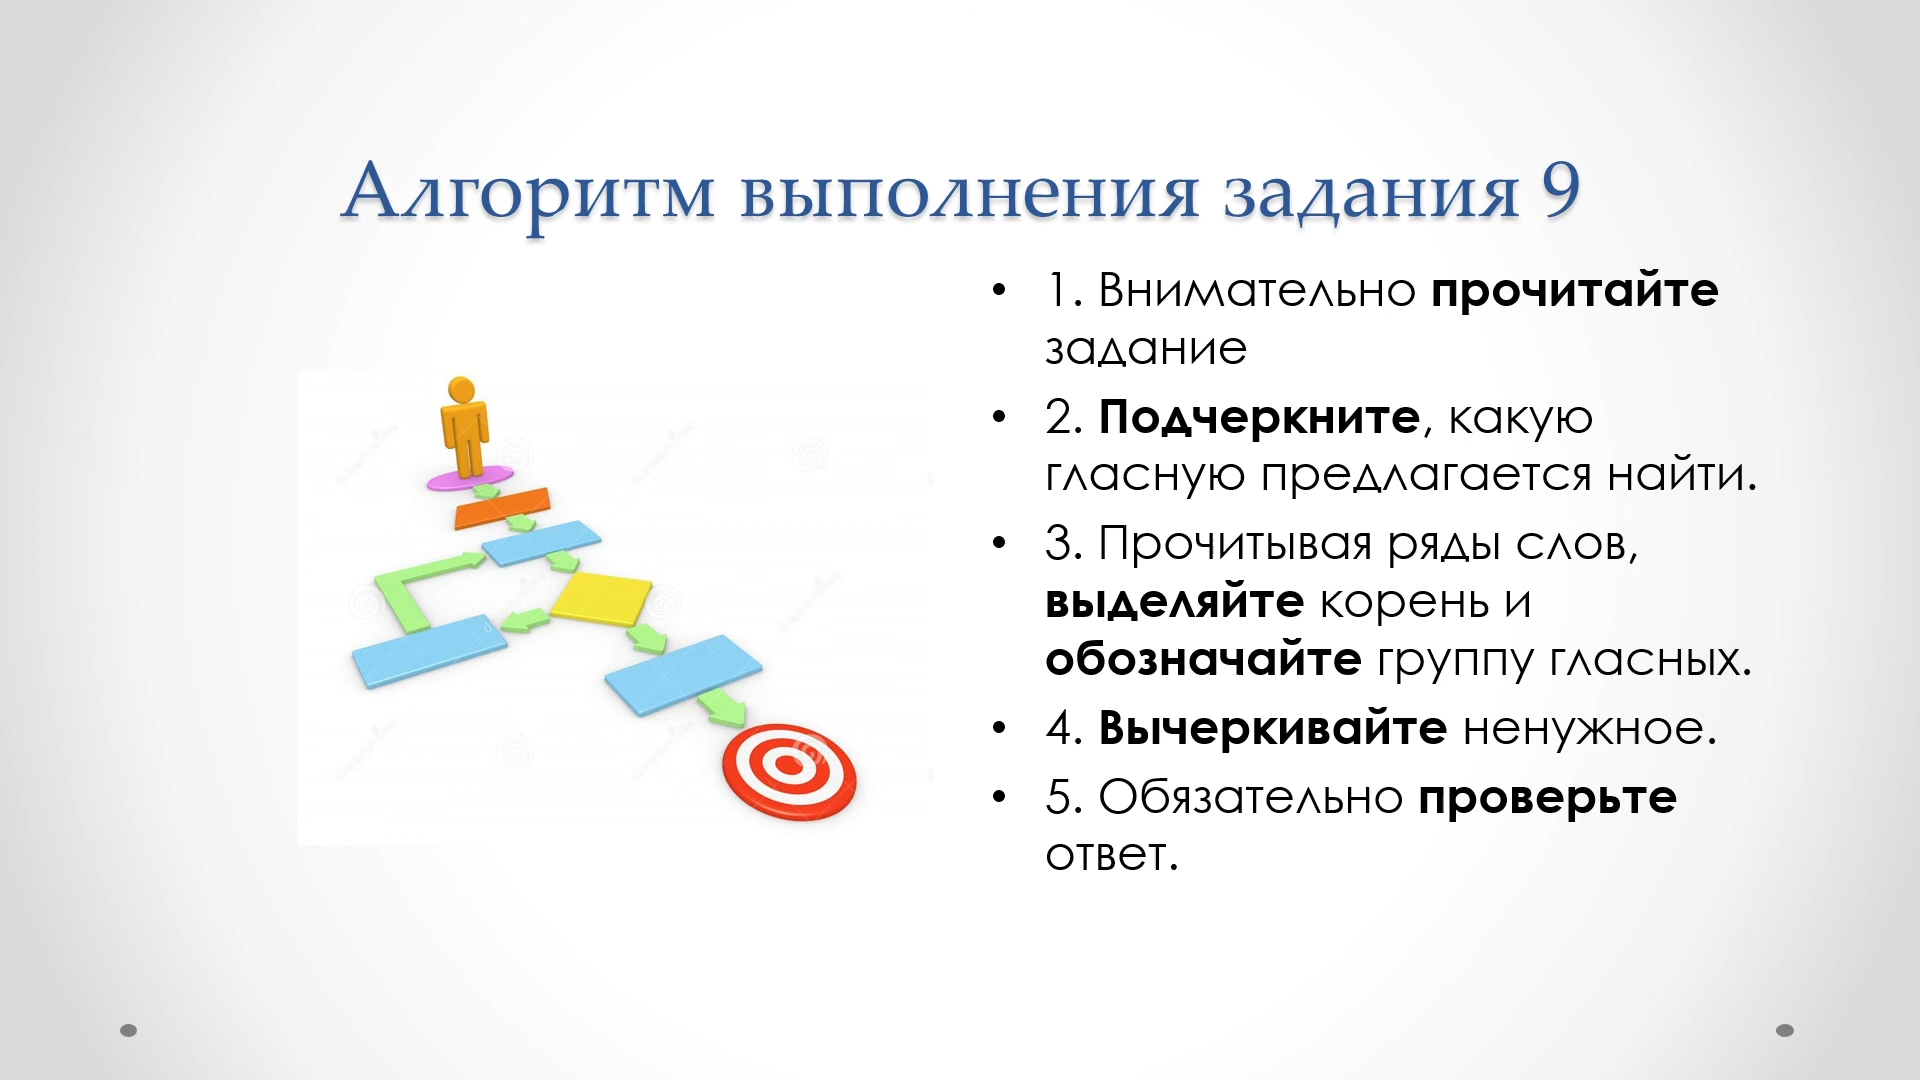 Алгоритм выполнения задания 9
• 1. Внимательно прочитайте
задание
• 2. Подчеркните, какую
гласную предлагается найти.
• 3. Прочитывая ряды слов,
выделяйте корень и
обозначайте группу гласных.
• 4. Вычеркивайте ненужное.
• 5. Обязательно проверьте
ответ.